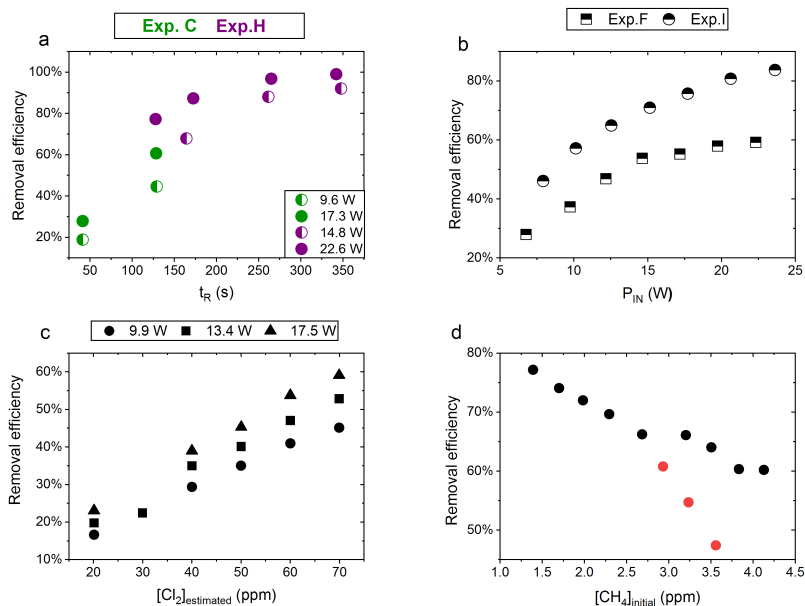 Exp. C Exp.H
a
Removal efficiency
100%
80%
60%
40%
20%
9.6 W
17.3 W
14.8 W
22.6 W
50 100 150 200 250 300 350 400
t_R (s)
Exp.F Exp.I
b
Removal efficiency
80%
60%
40%
20%
5 10 15 20 25
P_IN (W)
9.9 W 13.4 W 17.5 W
c
Removal efficiency
60%
50%
40%
30%
20%
10%
20 30 40 50 60 70
[Cl₂]estimated (ppm)
d
Removal efficiency
80%
70%
60%
50%
1.0 1.5 2.0 2.5 3.0 3.5 4.0 4.5
[CH₄]initial (ppm)